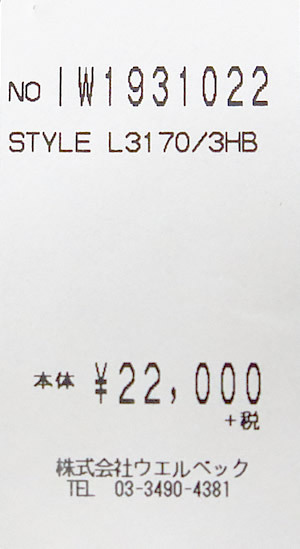 NO IW1931022
STYLE L3170/3HB
本体 ¥22,000
+税
株式会社ウエルベック
TEL 03-3490-4381